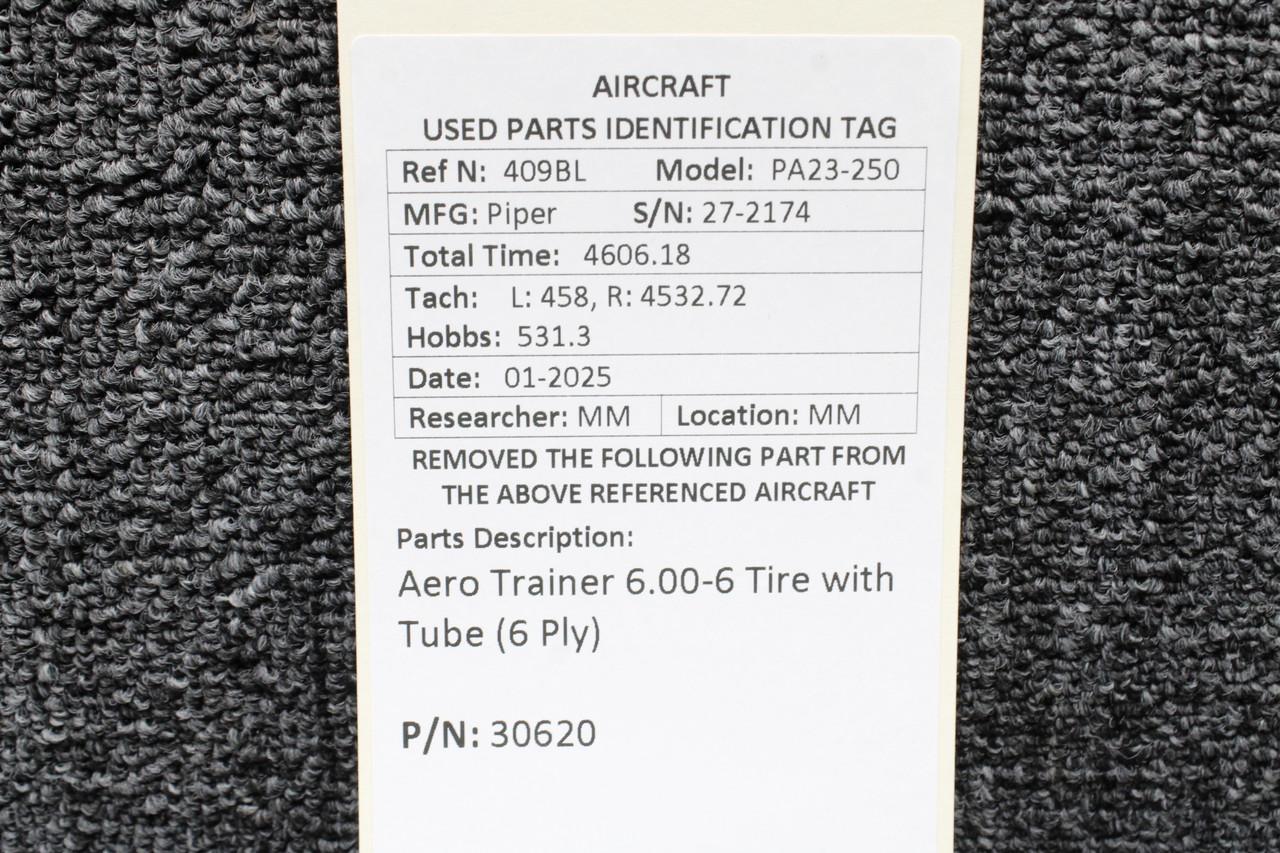 AIRCRAFT
USED PARTS IDENTIFICATION TAG
Ref N: 409BL Model: PA23-250
MFG: Piper S/N: 27-2174
Total Time: 4606.18
Tach: L: 458, R: 4532.72
Hobbs: 531.3
Date: 01-2025
Researcher: MM Location: MM
REMOVED THE FOLLOWING PART FROM
THE ABOVE REFERENCED AIRCRAFT
Parts Description:
Aero Trainer 6.00-6 Tire with
Tube (6 Ply)
P/N: 30620